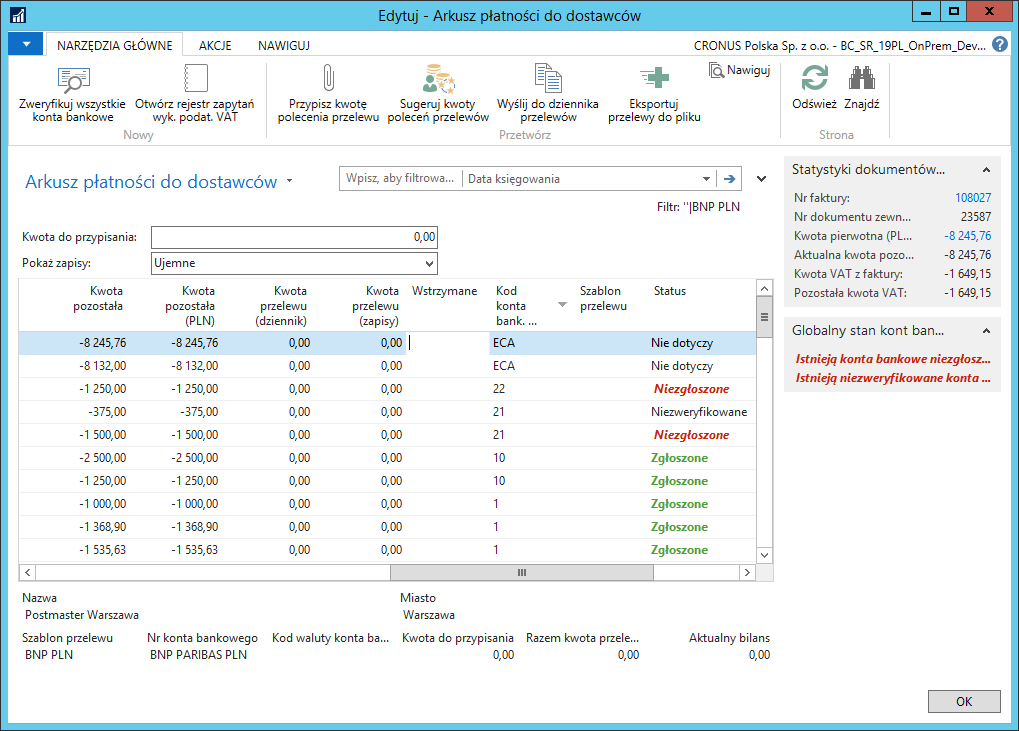 Edytuj - Arkusz płatności do dostawców
NARZĘDZIA GŁÓWNE AKCJE NAWIGUJ CRONUS Polska Sp. z o.o. - BC_SR_19PL_OnPrem_Dev... ?
Zweryfikuj wszystkie konta bankowe
Otwórz rejestr zapytań wyk. podat. VAT
Przypisz kwotę polecenia przelewu
Sugeruj kwoty poleceń przelewów
Wyślij do dziennika przelewów
Eksportuj przelewy do pliku
Nawiguj
Odśwież
Znajdź
Nowy Przetwórz Strona
Arkusz płatności do dostawców
Wpisz, aby filtrowa... Data księgowania
Filtr: ''|BNP PLN
Kwota do przypisania: 0,00
Pokaż zapisy: Ujemne
Kwota pozostała Kwota pozostała (PLN) Kwota przelewu (dziennik) Kwota przelewu (zapisy) Wstrzymane Kod konta bank. ... Szablon przelewu Status
-8 245,76 -8 245,76 0,00 0,00 ECA Nie dotyczy
-8 132,00 -8 132,00 0,00 0,00 ECA Nie dotyczy
-1 250,00 -1 250,00 0,00 0,00 22 Niezgłoszone
-375,00 -375,00 0,00 0,00 21 Niezweryfikowane
-1 500,00 -1 500,00 0,00 0,00 21 Niezgłoszone
-2 500,00 -2 500,00 0,00 0,00 10 Zgłoszone
-1 250,00 -1 250,00 0,00 0,00 10 Zgłoszone
-1 000,00 -1 000,00 0,00 0,00 1 Zgłoszone
-1 368,90 -1 368,90 0,00 0,00 1 Zgłoszone
-1 535,63 -1 535,63 0,00 0,00 1 Zgłoszone
Nazwa Miasto
Postmaster Warszawa Warszawa
Szablon przelewu Nr konta bankowego Kod waluty konta ba... Kwota do przypisania Razem kwota przele... Aktualny bilans
BNP PLN BNP PARIBAS PLN 0,00 0,00 0,00
Statystyki dokumentów...
Nr faktury: 108027
Nr dokumentu zewn... 23587
Kwota pierwotna (PL... -8 245,76
Aktualna kwota pozo... -8 245,76
Kwota VAT z faktury: -1 649,15
Pozostała kwota VAT: -1 649,15
Globalny stan kont ban...
Istnieją konta bankowe niezgłosz...
Istnieją niezweryfikowane konta ...
OK